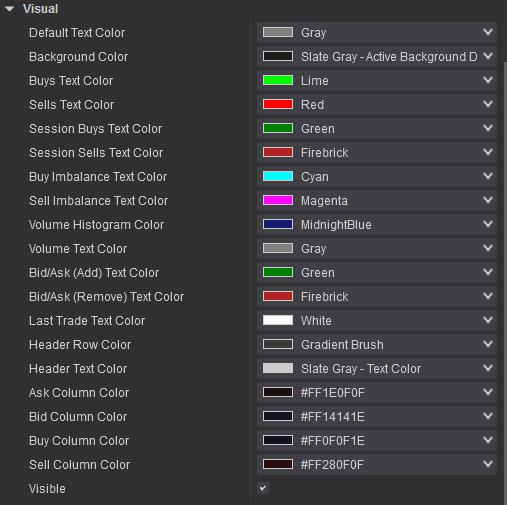 Visual
Default Text Color Gray
Background Color Slate Gray - Active Background D
Buys Text Color Lime
Sells Text Color Red
Session Buys Text Color Green
Session Sells Text Color Firebrick
Buy Imbalance Text Color Cyan
Sell Imbalance Text Color Magenta
Volume Histogram Color MidnightBlue
Volume Text Color Gray
Bid/Ask (Add) Text Color Green
Bid/Ask (Remove) Text Color Firebrick
Last Trade Text Color White
Header Row Color Gradient Brush
Header Text Color Slate Gray - Text Color
Ask Column Color #FF1E0F0F
Bid Column Color #FF14141E
Buy Column Color #FF0F0F1E
Sell Column Color #FF280F0F
Visible